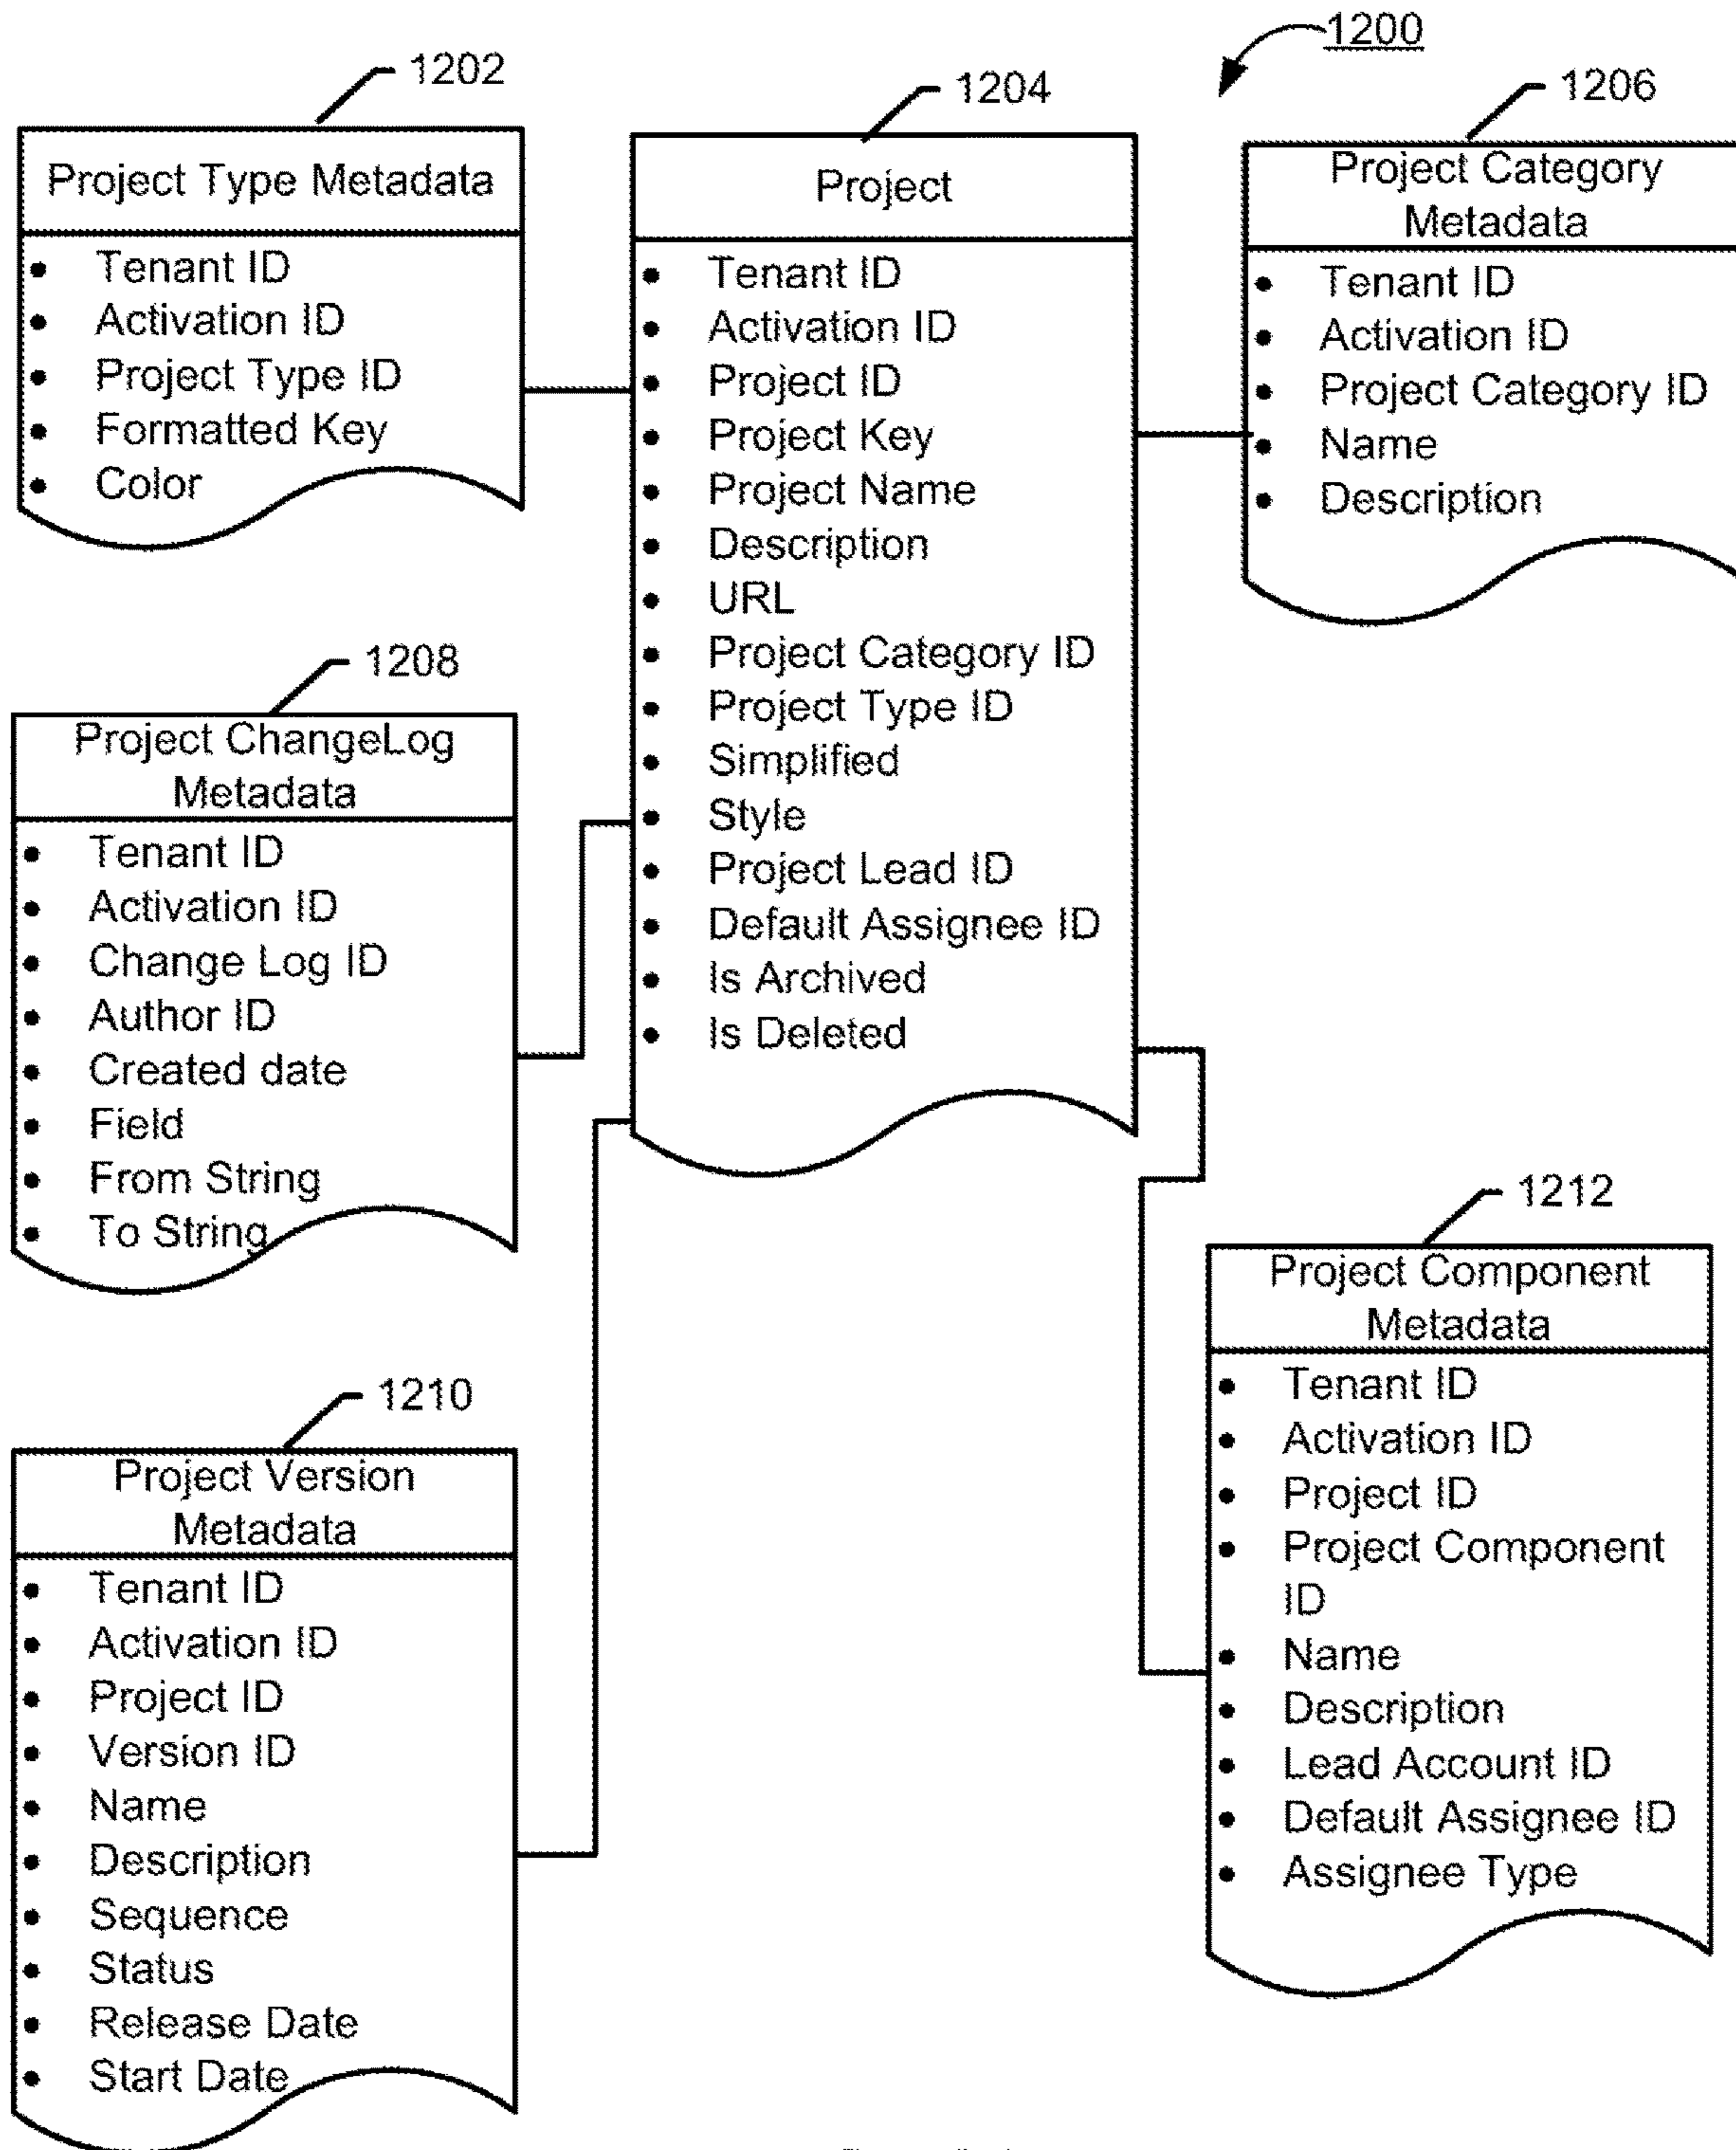 1200
1202
Project Type Metadata
• Tenant ID
• Activation ID
• Project Type ID
• Formatted Key
• Color
1204
Project
• Tenant ID
• Activation ID
• Project ID
• Project Key
• Project Name
• Description
• URL
• Project Category ID
• Project Type ID
• Simplified
• Style
• Project Lead ID
• Default Assignee ID
• Is Archived
• Is Deleted
1206
Project Category
Metadata
• Tenant ID
• Activation ID
• Project Category ID
• Name
• Description
1208
Project ChangeLog
Metadata
• Tenant ID
• Activation ID
• Change Log ID
• Author ID
• Created date
• Field
• From String
• To String
1210
Project Version
Metadata
• Tenant ID
• Activation ID
• Project ID
• Version ID
• Name
• Description
• Sequence
• Status
• Release Date
• Start Date
1212
Project Component
Metadata
• Tenant ID
• Activation ID
• Project ID
• Project Component
ID
• Name
• Description
• Lead Account ID
• Default Assignee ID
• Assignee Type